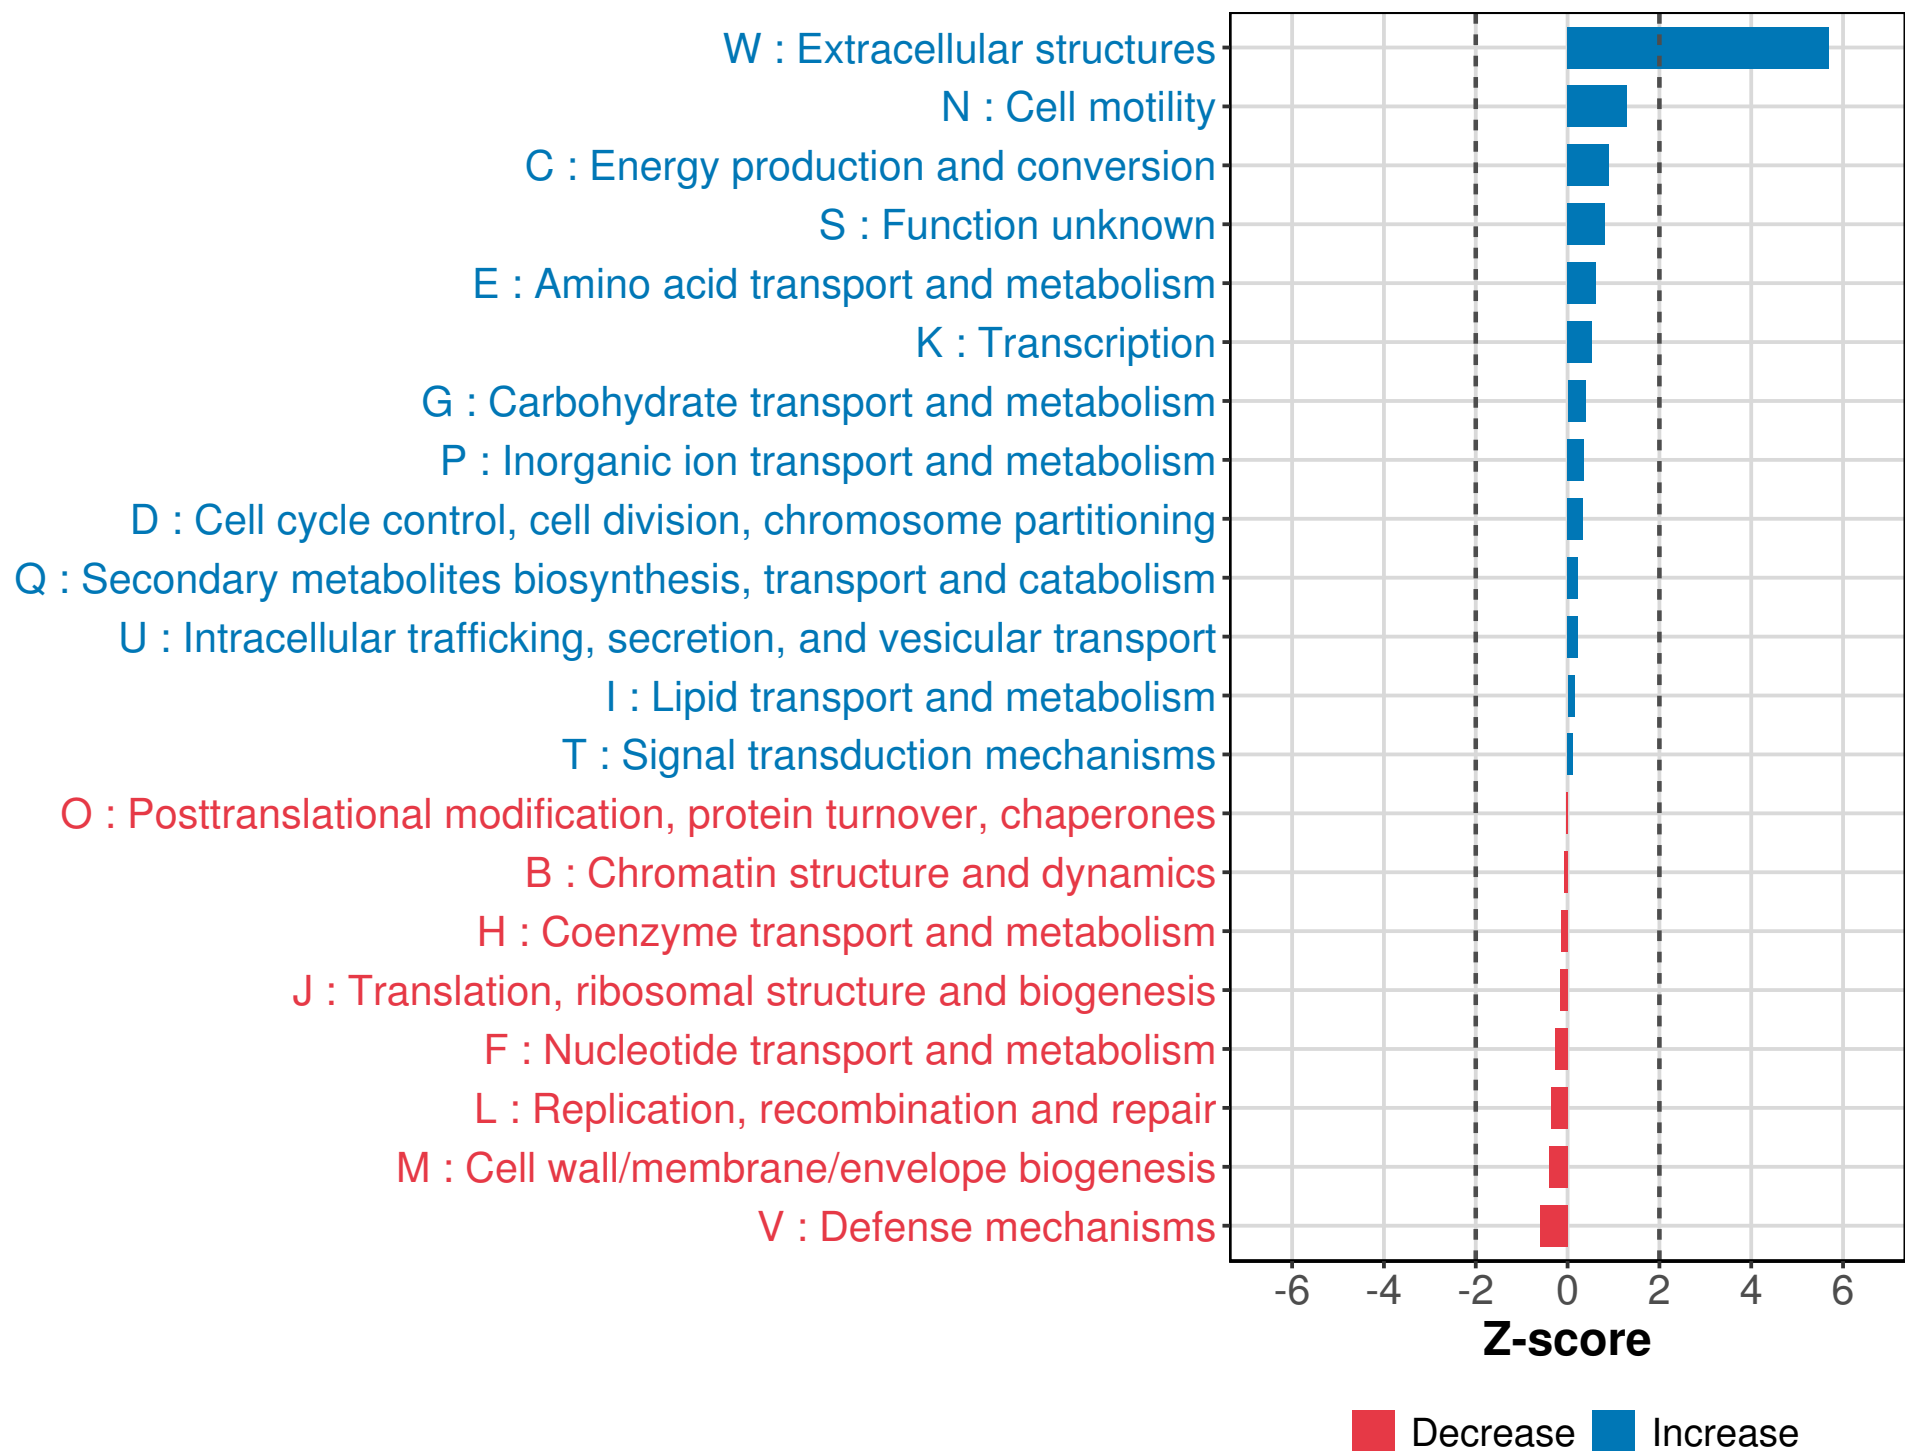 W : Extracellular structures
N : Cell motility
C : Energy production and conversion
S : Function unknown
E : Amino acid transport and metabolism
K : Transcription
G : Carbohydrate transport and metabolism
P : Inorganic ion transport and metabolism
D : Cell cycle control, cell division, chromosome partitioning
Q : Secondary metabolites biosynthesis, transport and catabolism
U : Intracellular trafficking, secretion, and vesicular transport
I : Lipid transport and metabolism
T : Signal transduction mechanisms
O : Posttranslational modification, protein turnover, chaperones
B : Chromatin structure and dynamics
H : Coenzyme transport and metabolism
J : Translation, ribosomal structure and biogenesis
F : Nucleotide transport and metabolism
L : Replication, recombination and repair
M : Cell wall/membrane/envelope biogenesis
V : Defense mechanisms
-6 -4 -2 0 2 4 6
Z-score
Decrease Increase